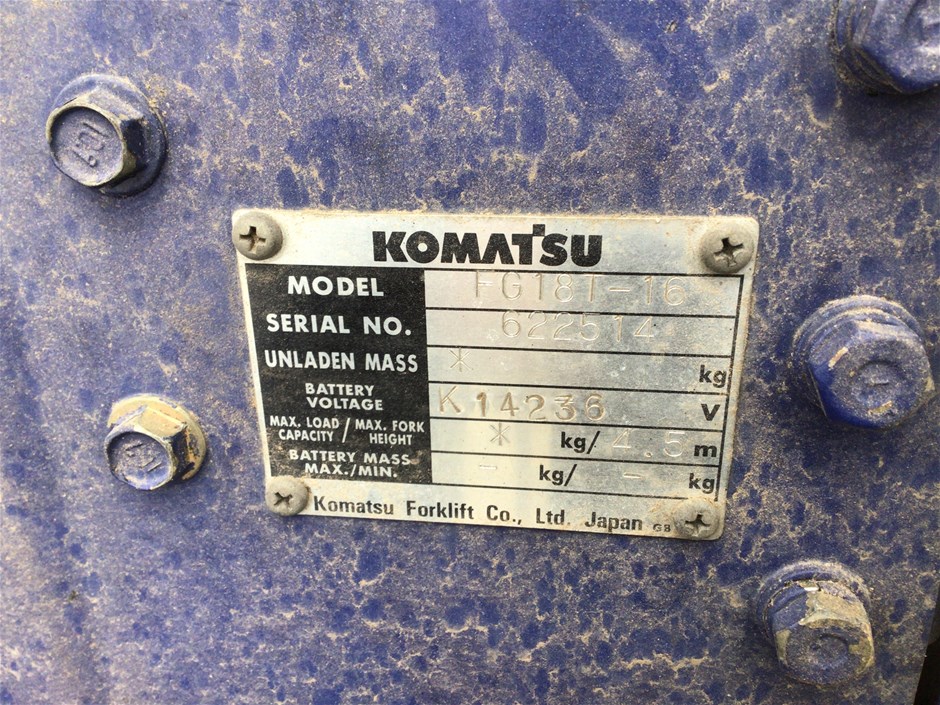 KOMATSU
MODEL FG18T-16
SERIAL NO. 622514
UNLADEN MASS * kg
BATTERY VOLTAGE K14236 V
MAX. LOAD CAPACITY / MAX. FORK HEIGHT * kg/ 4.5 m
BATTERY MASS MAX./MIN. - kg/ - kg
Komatsu Forklift Co., Ltd. Japan G8